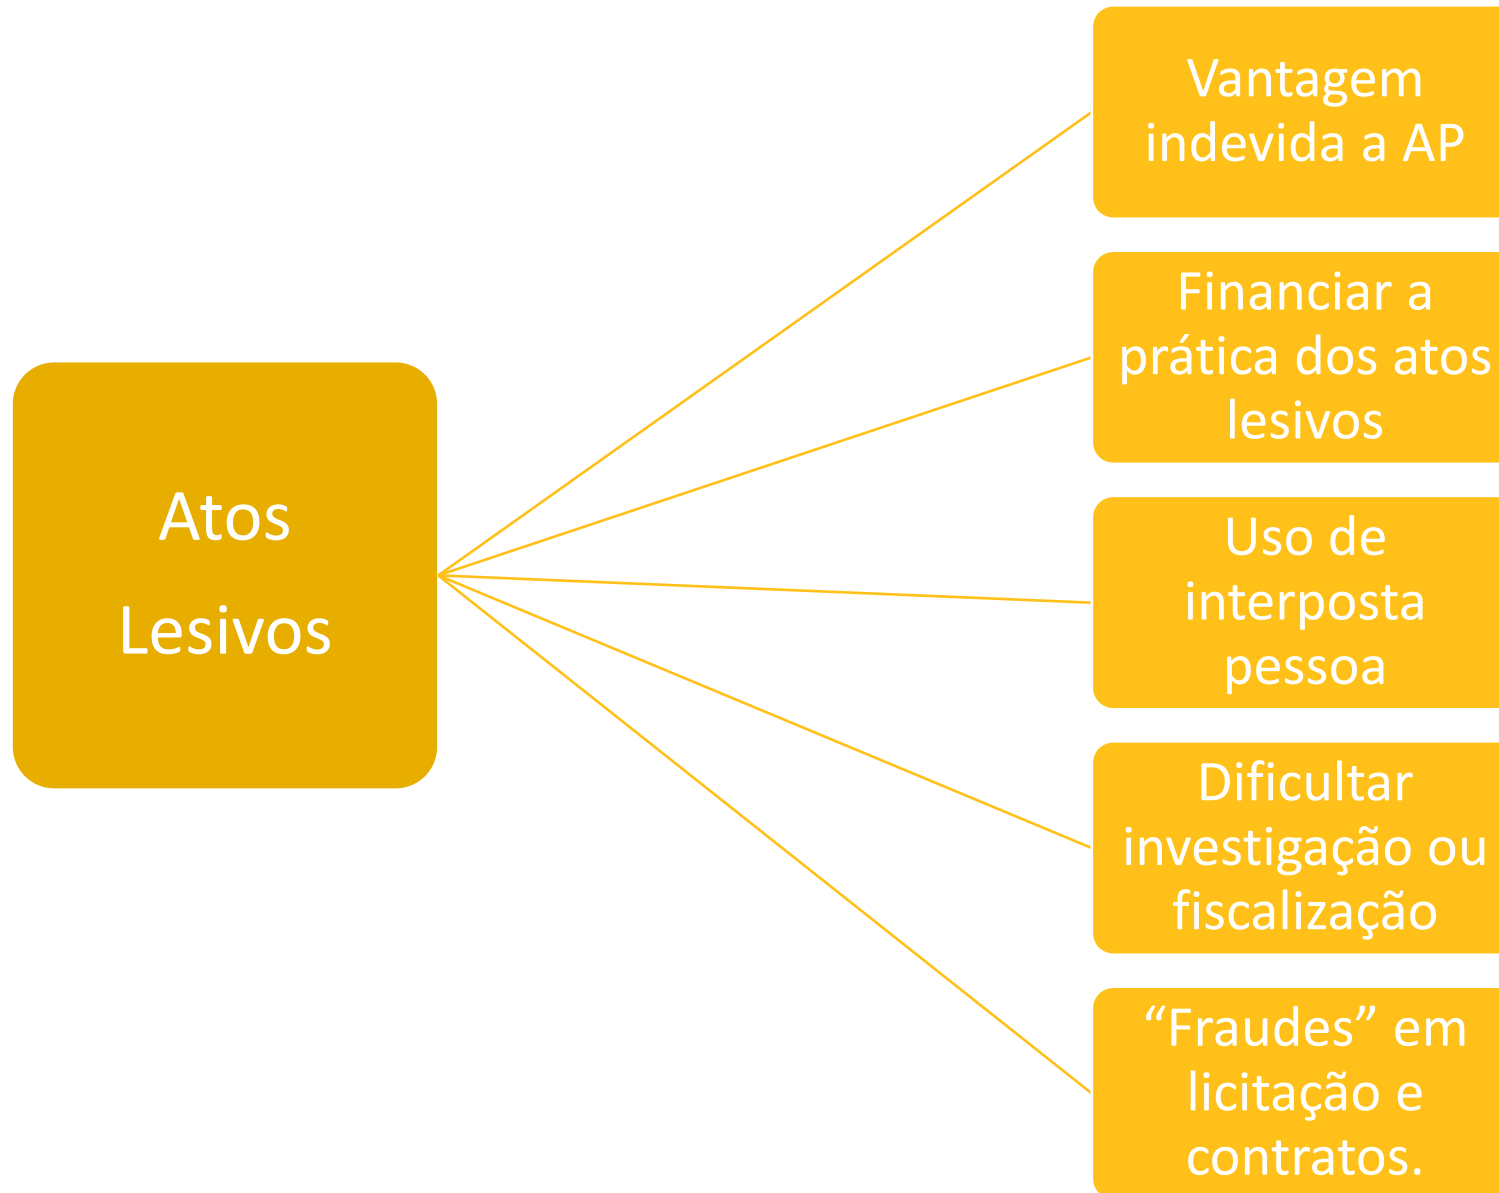 Atos
Lesivos
Vantagem
indevida a AP
Financiar a
prática dos atos
lesivos
Uso de
interposta
pessoa
Dificultar
investigação ou
fiscalização
“Fraudes” em
licitação e
contratos.